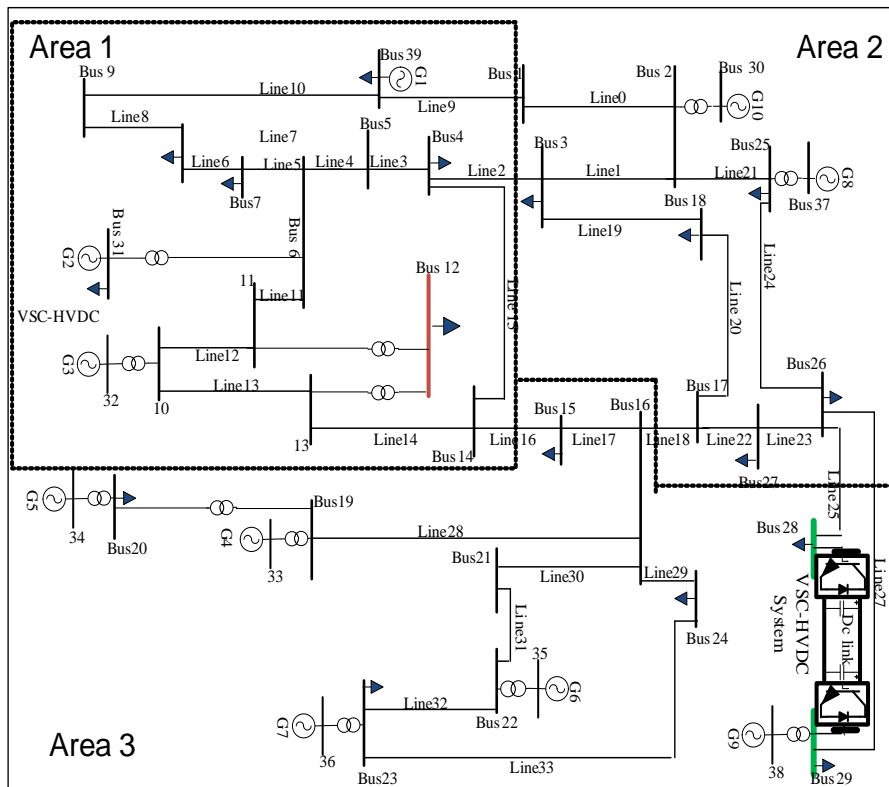 Area 1
Area 2
Bus 9
Bus 39
G1
Bus 1
Bus 2
Bus 30
G10
Line10
Line9
Line0
Line8
Line7
Bus5
Bus4
Bus 3
Bus25
G8
Line6
Line5
Line4
Line3
Line2
Line1
Line21
Bus7
Bus 18
Bus 37
Line19
Bus 31
Bus 6
G2
Line24
Bus 12
11
Line11
Line 15
Line 20
VSC-HVDC
G3
Line12
Line13
32
10
Bus26
Bus 17
Bus 15
Bus16
13
Line14
Bus 14
Line16
Line17
Line18
Line22
Line23
Bus27
G5
34
Bus20
Bus19
G4
33
Line28
Bus21
Line30
Line29
Bus 24
Line25
Bus 28
Line27
VSC-HVDC
System
Dc link
+
+
Line31
35
G6
Bus 22
Line32
G7
36
Bus23
Line33
Area 3
G9
38
Bus29